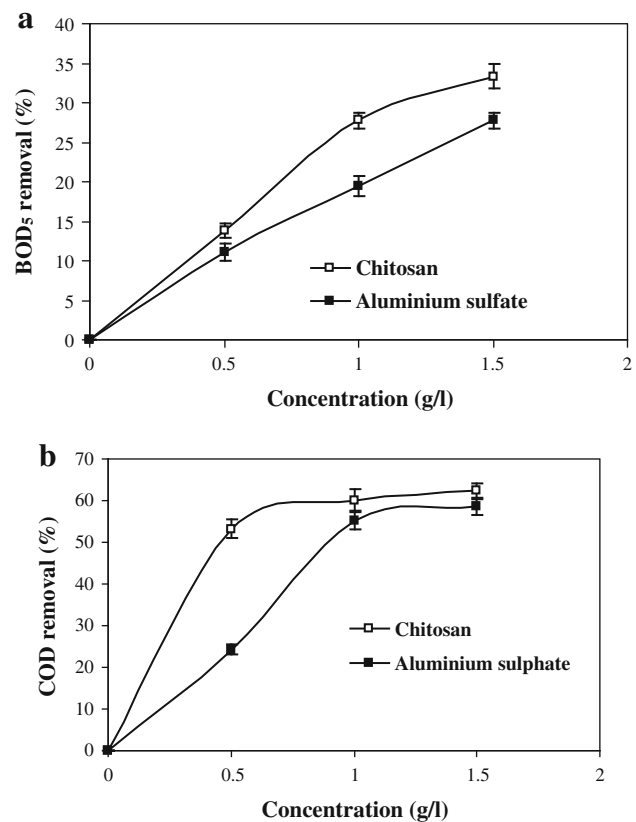 a
40
35
30
25
20
15
10
5
0
BOD₅ removal (%)
Chitosan
Aluminium sulfate
0 0.5 1 1.5 2
Concentration (g/l)
b
70
60
50
40
30
20
10
0
COD removal (%)
Chitosan
Aluminium sulphate
0 0.5 1 1.5 2
Concentration (g/l)